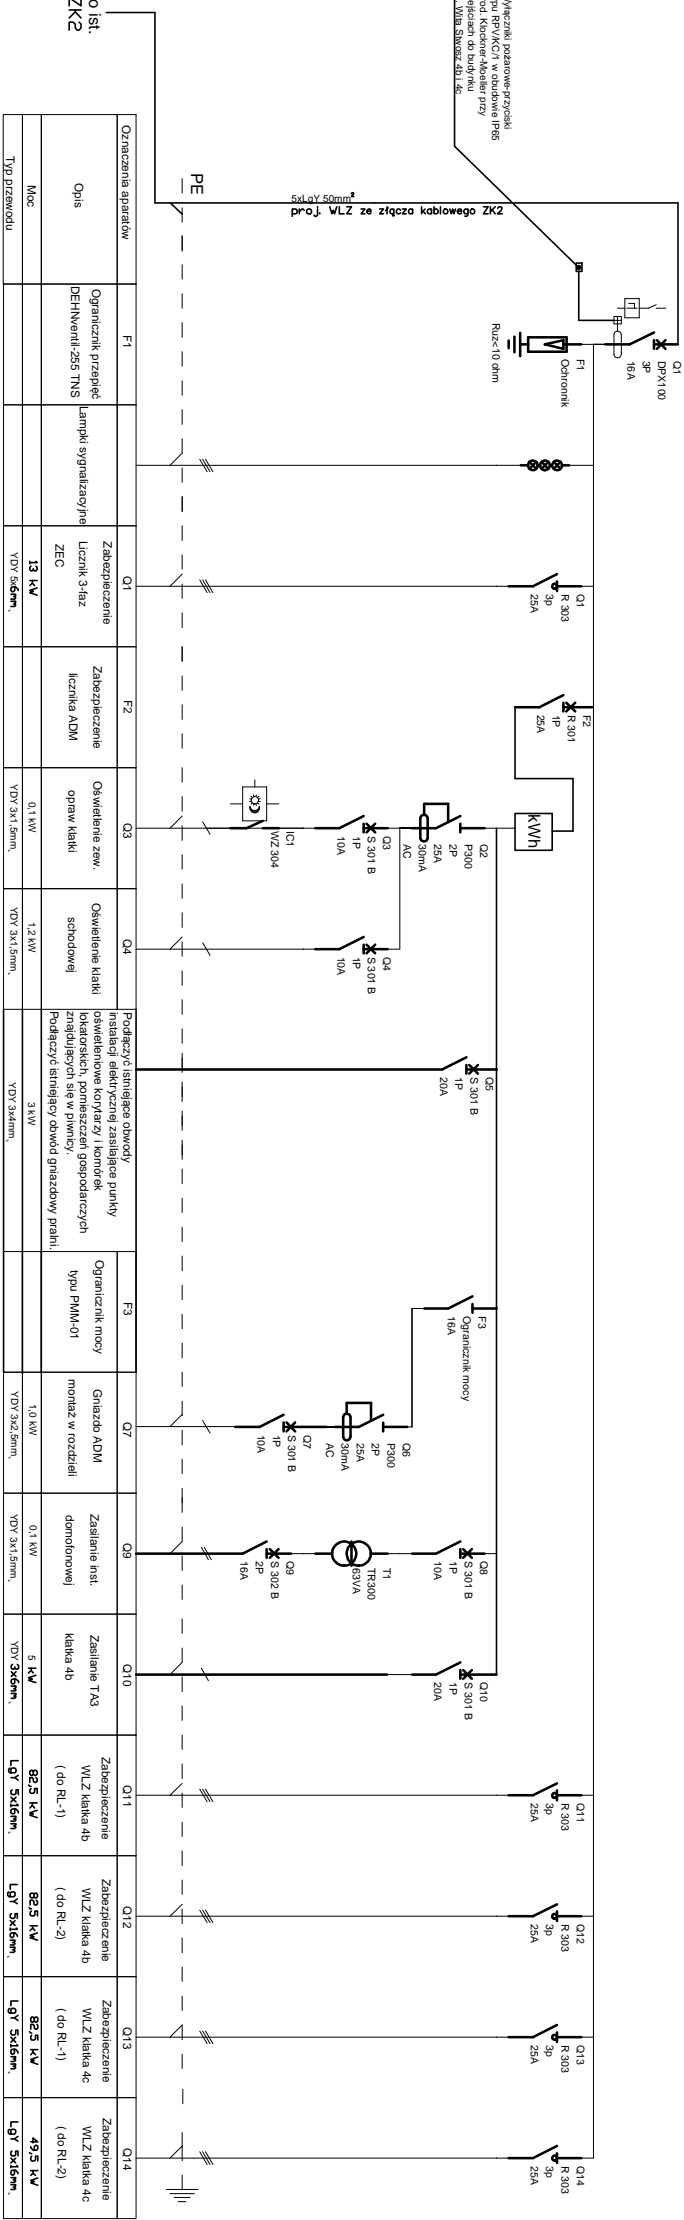 yłączniki pożarowe-przyciski
pu RPV/KC/1 w obudowie IP65
rod. Klockner-Moeller przy
ejściach do budynku
. Wita Stwosz 4b i 4c
o ist.
ZK2
5xLgY 50mm²
proj. WLZ ze złącza kablowego ZK2
PE
Q1
DPX100
3P
16A
F1
Ochronnik
Ruz<10 ohm
Q1
R 303
3p
25A
F2
R 301
1P
25A
kWh
Q2
P300
2P
25A
30mA
AC
Q3
S 301 B
1P
10A
IC1
WZ 304
Q4
S 301 B
1P
10A
Q5
S 301 B
1P
20A
F3
Ogranicznik mocy
16A
Q6
P300
2P
25A
30mA
AC
Q7
S 301 B
1P
10A
Q8
S 301 B
1P
10A
T1
TR300
63VA
Q9
S 302 B
2P
16A
Q10
S 301 B
1P
20A
Q11
R 303
3p
25A
Q12
R 303
3p
25A
Q13
R 303
3p
25A
Q14
R 303
3p
25A
Oznaczenia aparatów
Opis
Moc
Typ przewodu
F1
Ogranicznik przepięć
DEHNventil-255 TNS
Lampki sygnalizacyjne
Q1
Zabezpieczenie
Licznik 3-faz
ZEC
13 kW
YDY 5x6mm,
F2
Zabezpieczenie
licznika ADM
Q3
Oświetlenie zew.
opraw klatki
0,1 kW
YDY 3x1,5mm,
Q4
Oświetlenie klatki
schodowej
1,2 kW
YDY 3x1,5mm,
Podłączyć istniejące obwody
instalacji elektrycznej zasilające punkty
oświetleniowe korytarzy i komórek
lokatorskich, pomieszczeń gospodarczych
znajdujących się w piwnicy.
Podłączyć istniejący obwód gniazdowy pralni.
3 kW
YDY 3x4mm,
F3
Ogranicznik mocy
typu PMM-01
Q7
Gniazdo ADM
montaż w rozdzieli
1,0 kW
YDY 3x2,5mm,
Q9
Zasilanie inst.
domofonowej
0,1 kW
YDY 3x1,5mm,
Q10
Zasilanie TA3
klatka 4b
5 kW
YDY 3x6mm,
Q11
Zabezpieczenie
WLZ klatka 4b
( do RL-1)
82,5 kW
LgY 5x16mm,
Q12
Zabezpieczenie
WLZ klatka 4b
( do RL-2)
82,5 kW
LgY 5x16mm,
Q13
Zabezpieczenie
WLZ klatka 4c
( do RL-1)
82,5 kW
LgY 5x16mm,
Q14
Zabezpieczenie
WLZ klatka 4c
( do RL-2)
49,5 kW
LgY 5x16mm,